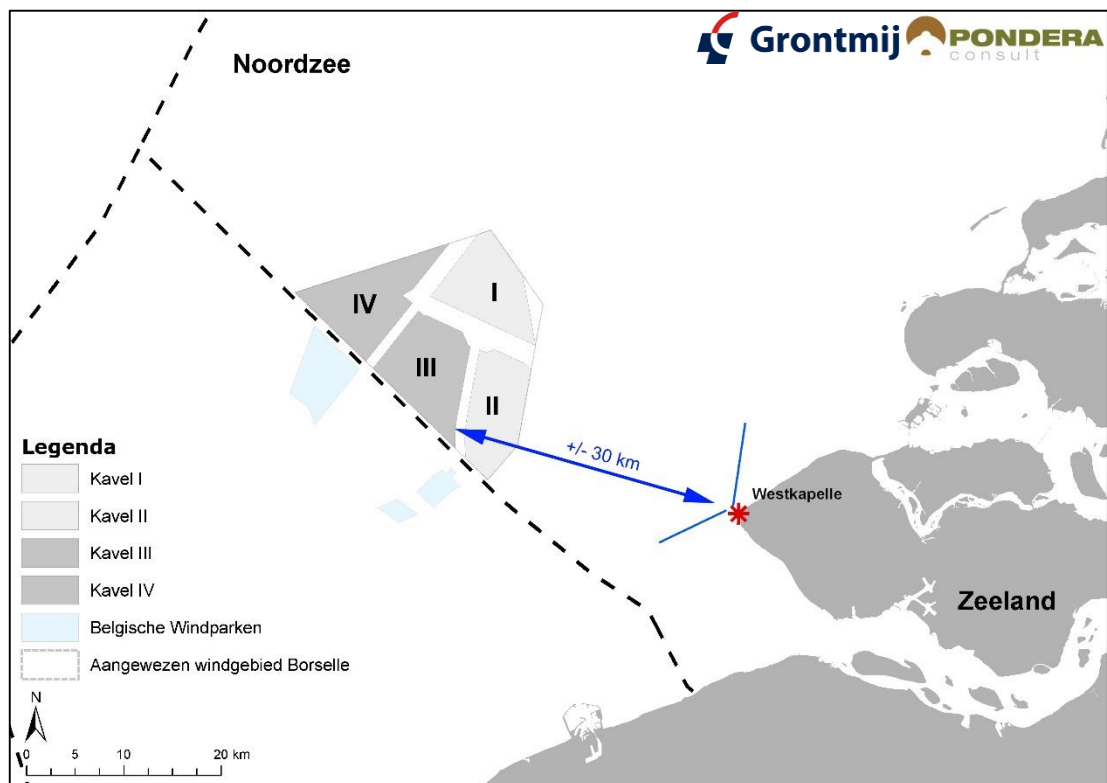 Grontmij
PONDERA
consult
Noordzee
IV
I
III
II
+/- 30 km
Westkapelle
Zeeland
Legenda
Kavel I
Kavel II
Kavel III
Kavel IV
Belgische Windparken
Aangewezen windgebied Borselle
N
0 5 10 20 km